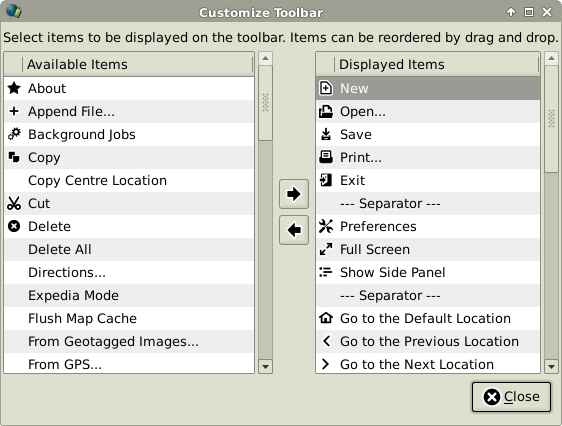 Customize Toolbar
Select items to be displayed on the toolbar. Items can be reordered by drag and drop.
Available Items
About
Append File...
Background Jobs
Copy
Copy Centre Location
Cut
Delete
Delete All
Directions...
Expedia Mode
Flush Map Cache
From Geotagged Images...
From GPS...
Displayed Items
New
Open...
Save
Print...
Exit
--- Separator ---
Preferences
Full Screen
Show Side Panel
--- Separator ---
Go to the Default Location
Go to the Previous Location
Go to the Next Location
Close